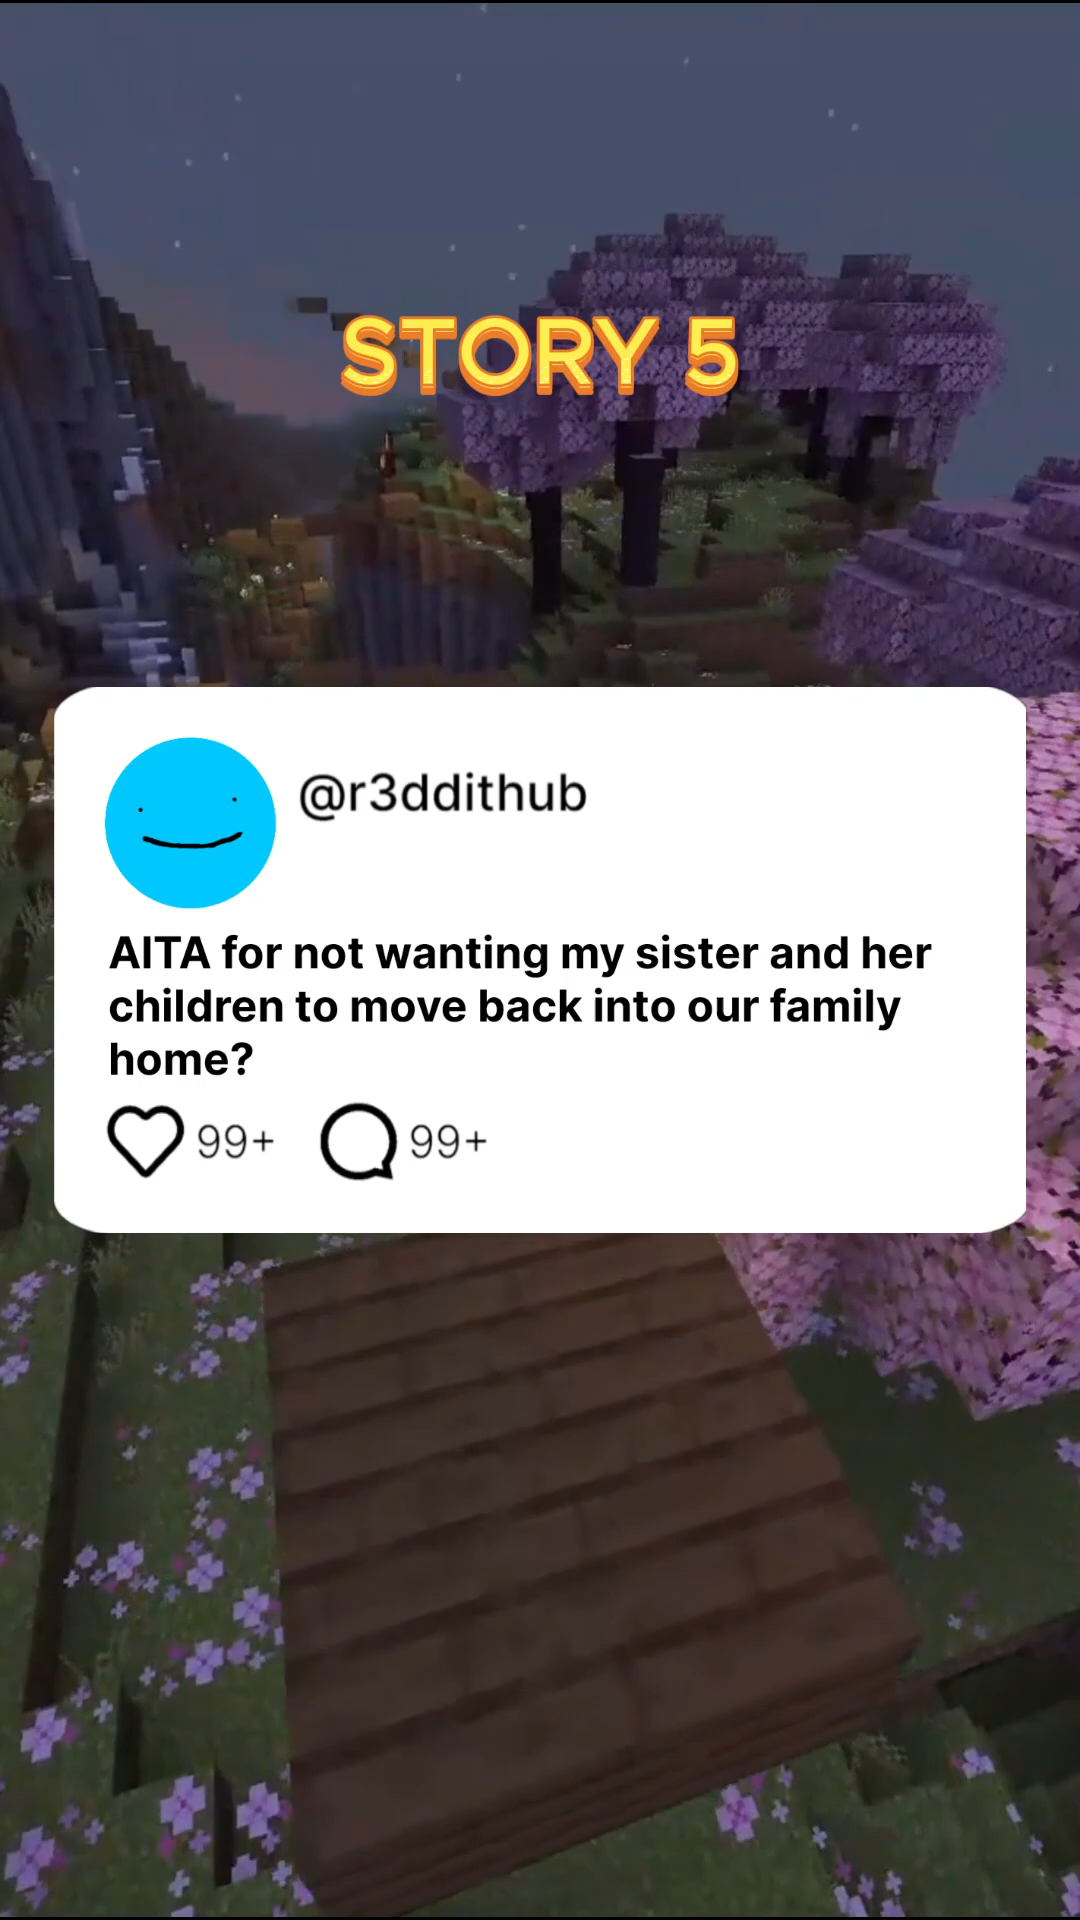 STORY 5
@r3ddithub
AITA for not wanting my sister and her
children to move back into our family
home?
99+ 99+